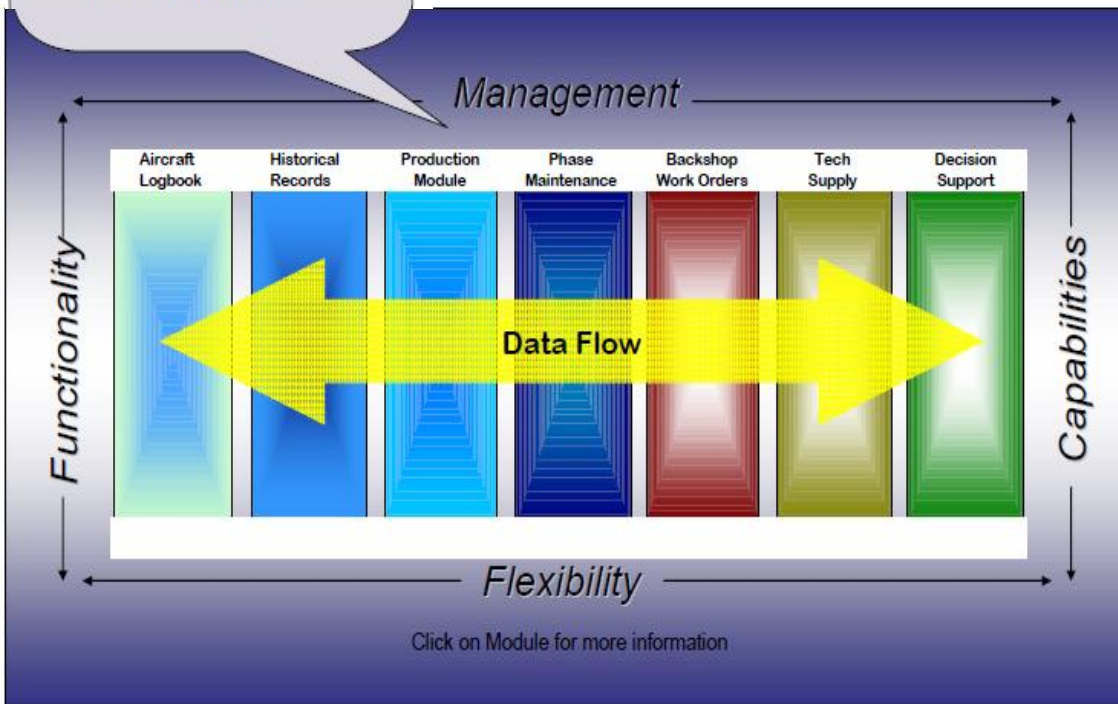 Management
Aircraft Logbook
Historical Records
Production Module
Phase Maintenance
Backshop Work Orders
Tech Supply
Decision Support
Functionality
Data Flow
Capabilities
Flexibility
Click on Module for more information